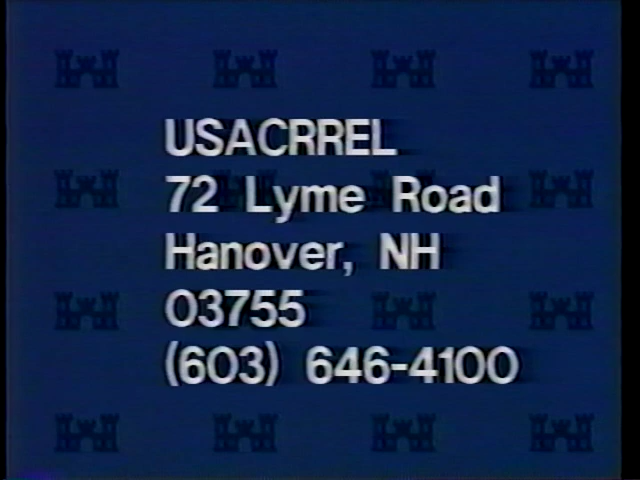 USACRREL
72 Lyme Road
Hanover, NH
03755
(603) 646-4100